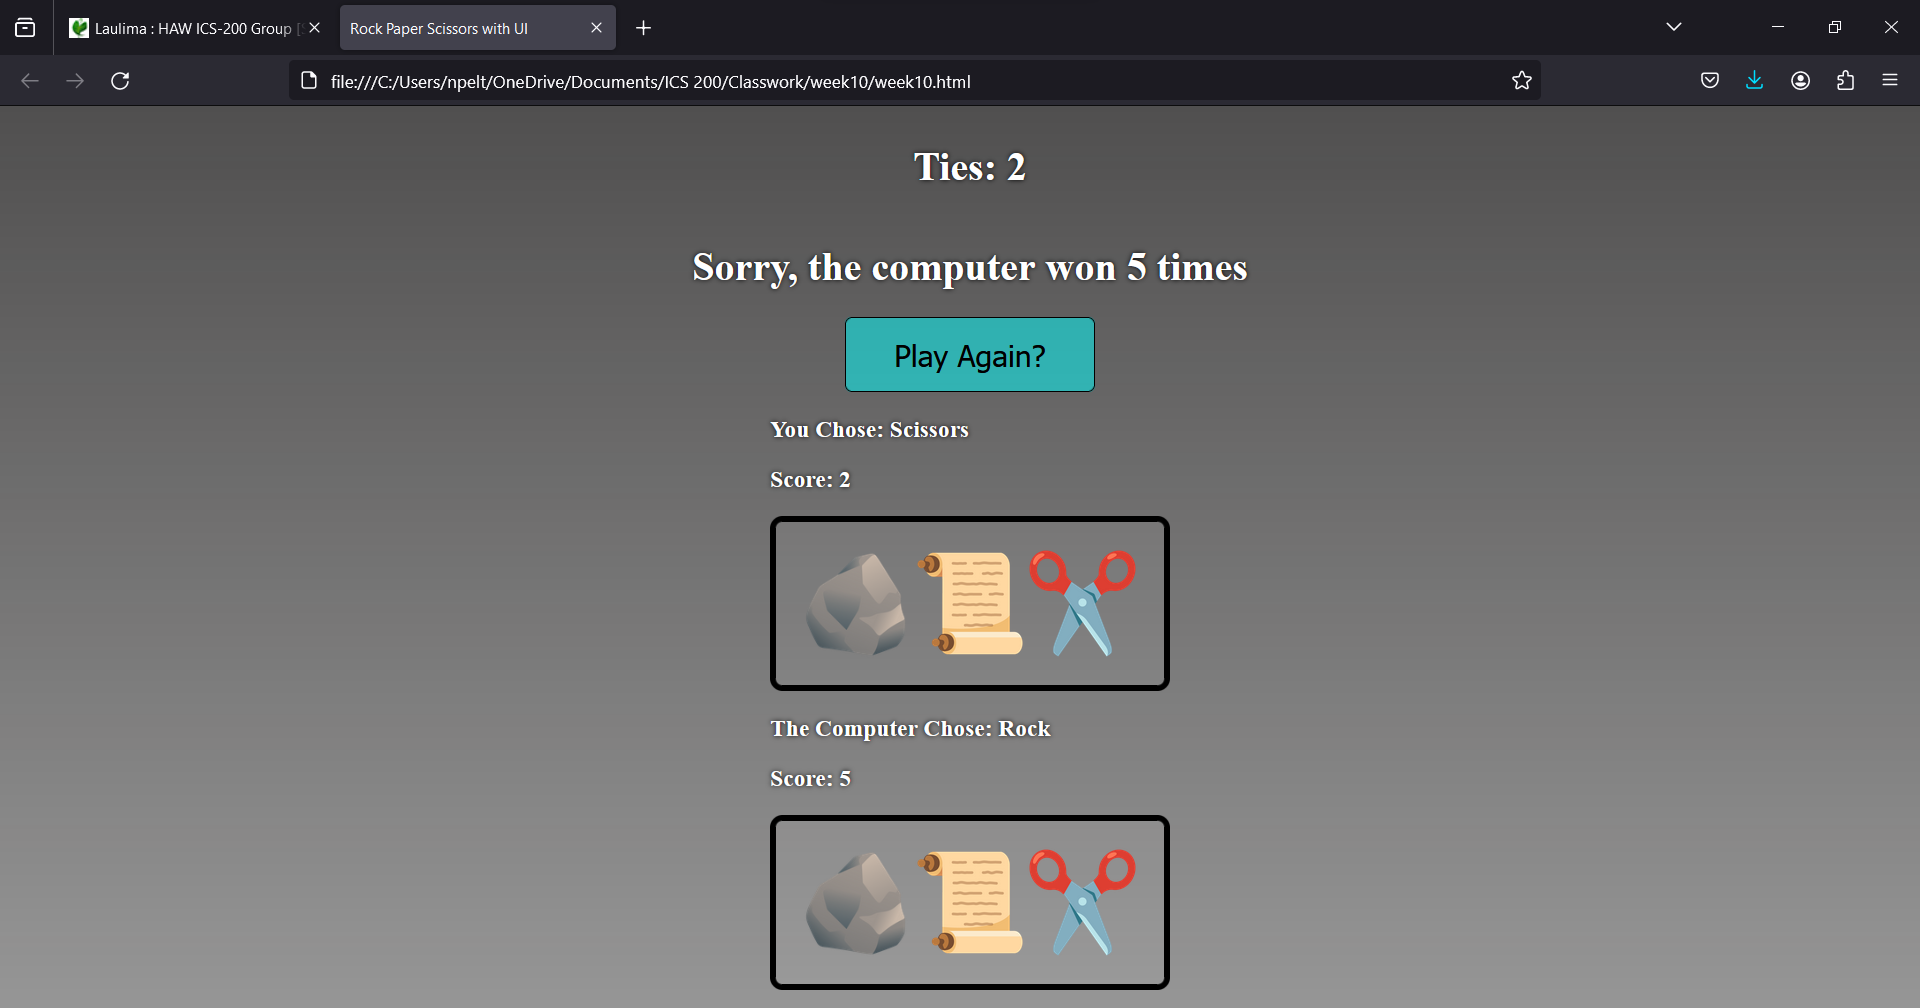 Laulima : HAW ICS-200 Group
Rock Paper Scissors with UI
file:///C:/Users/npelt/OneDrive/Documents/ICS 200/Classwork/week10/week10.html
Ties: 2
Sorry, the computer won 5 times
Play Again?
You Chose: Scissors
Score: 2
The Computer Chose: Rock
Score: 5